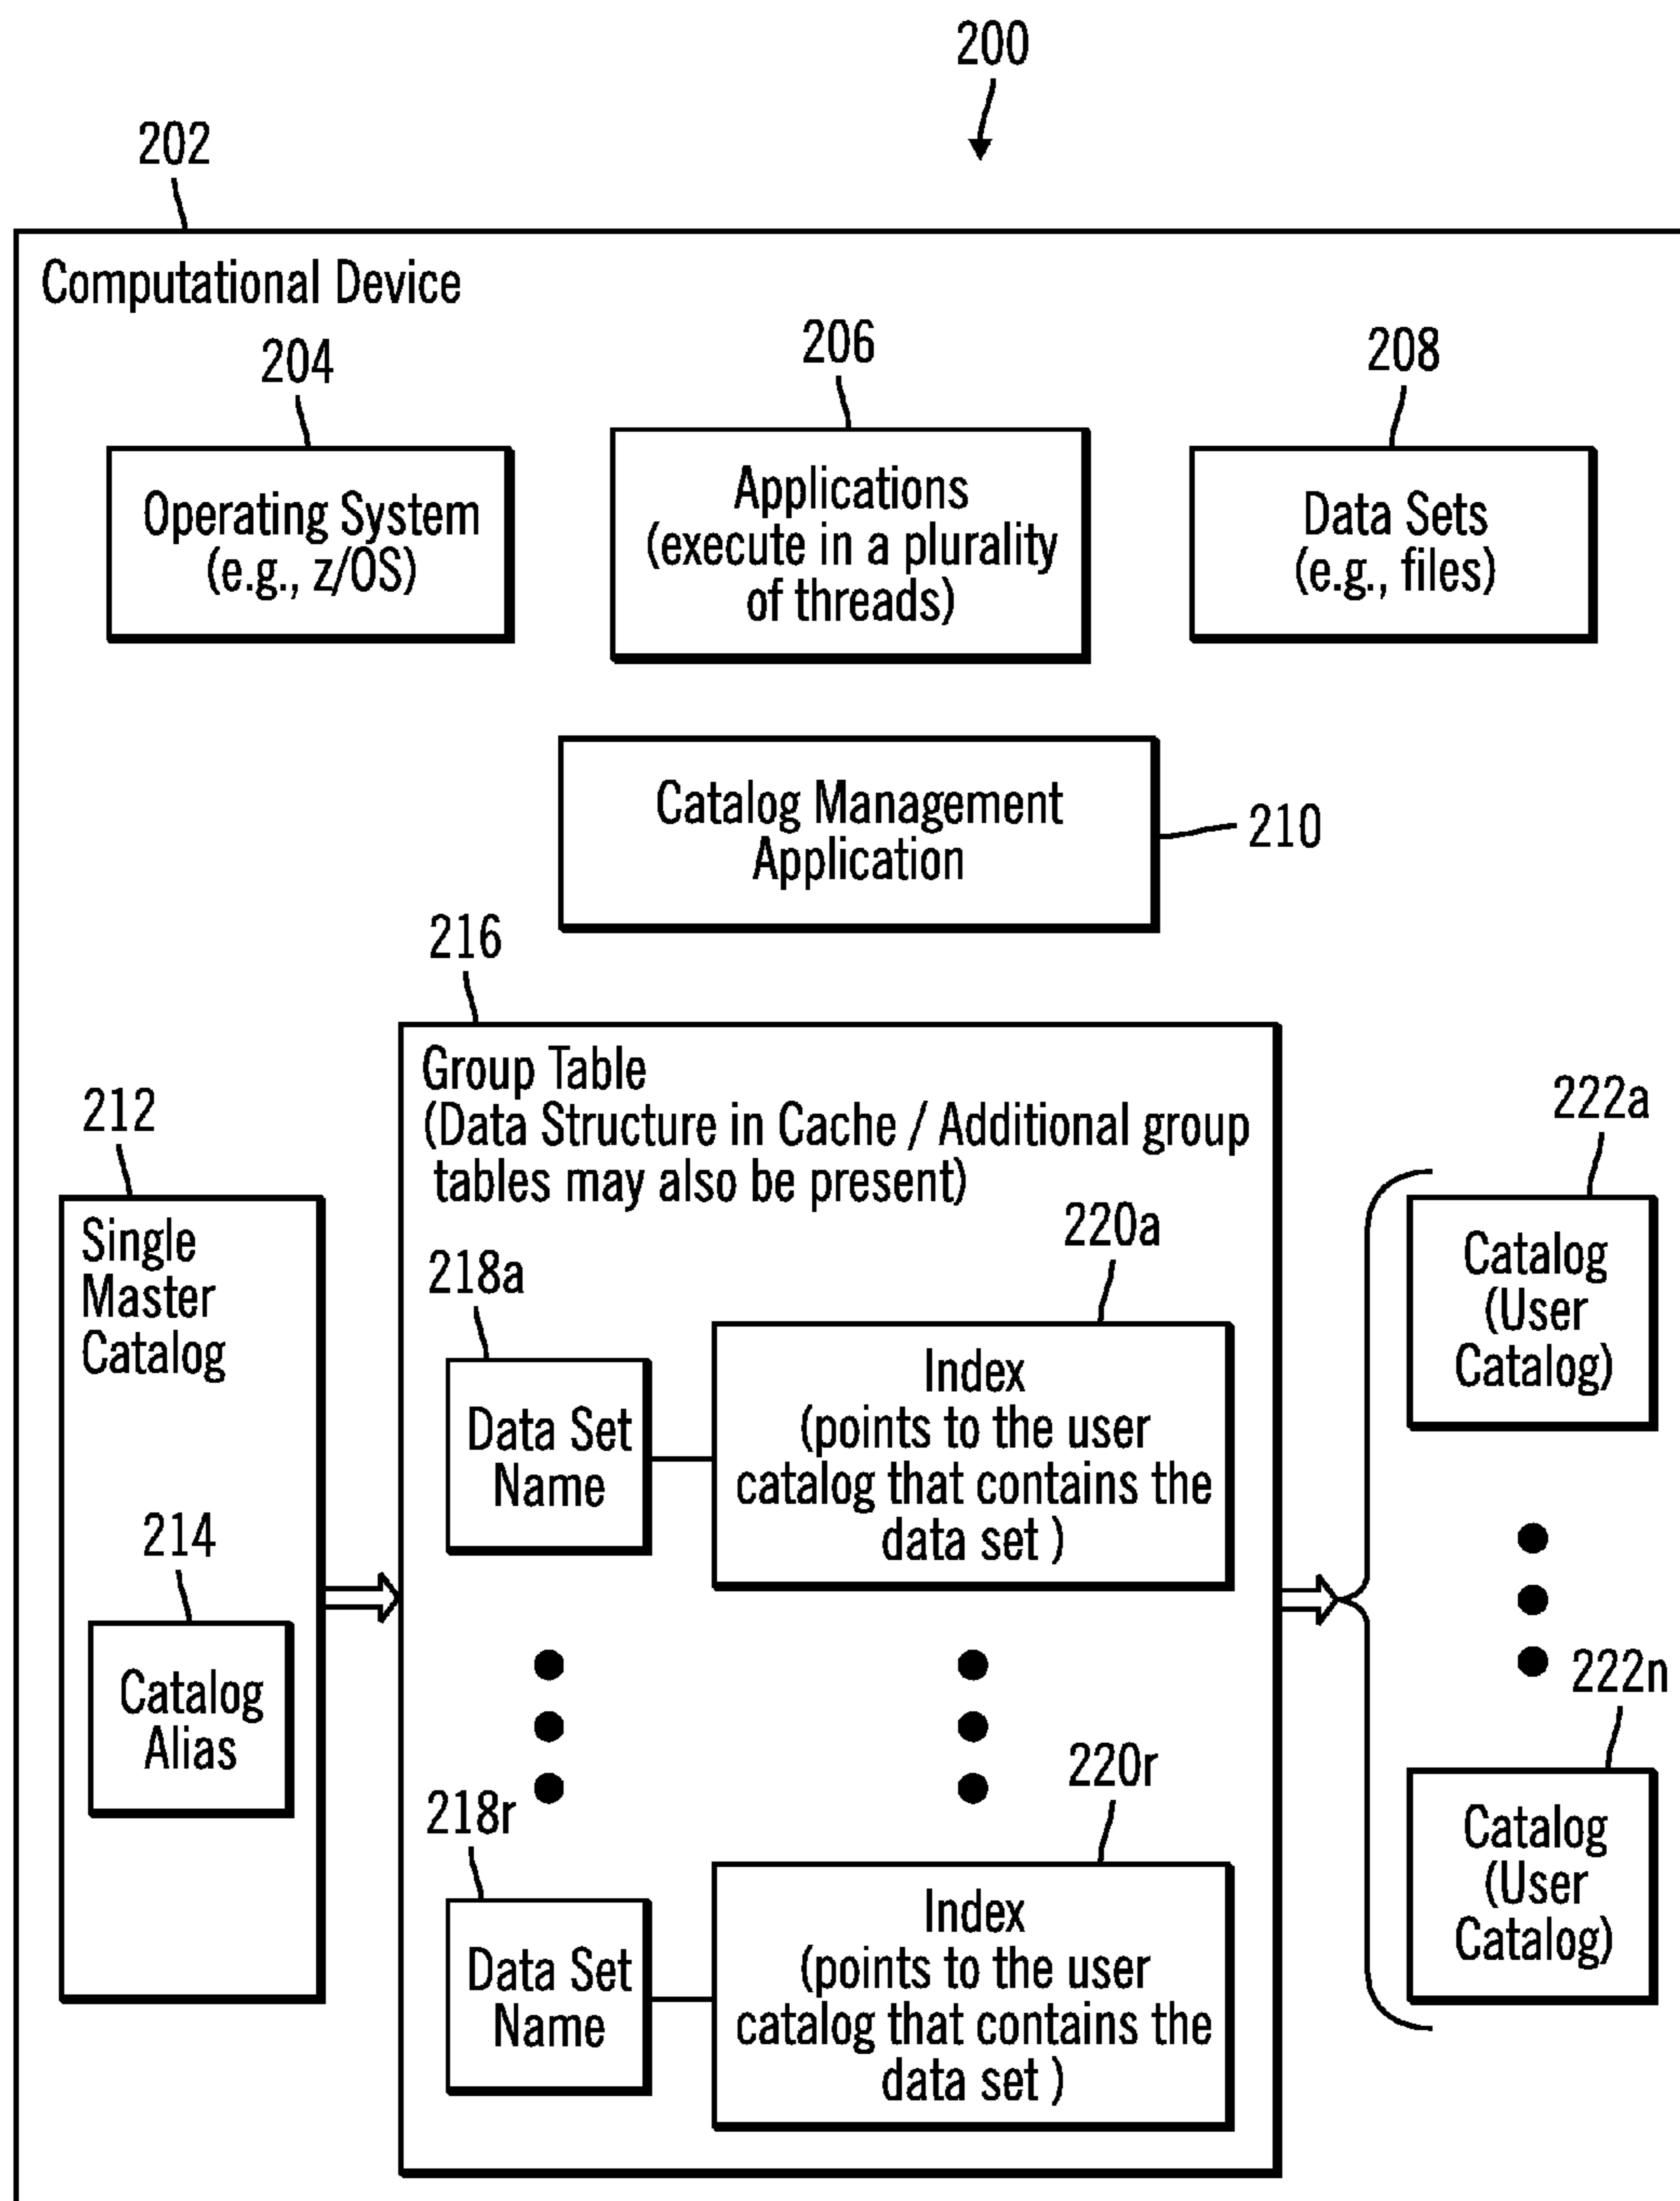 200
202
Computational Device
204
206
208
Operating System
(e.g., z/OS)
Applications
(execute in a plurality
of threads)
Data Sets
(e.g., files)
Catalog Management
Application
210
216
Group Table
(Data Structure in Cache / Additional group
tables may also be present)
212
Single
Master
Catalog
214
Catalog
Alias
218a
Data Set
Name
220a
Index
(points to the user
catalog that contains the
data set )
218r
Data Set
Name
220r
Index
(points to the user
catalog that contains the
data set )
222a
Catalog
(User
Catalog)
222n
Catalog
(User
Catalog)